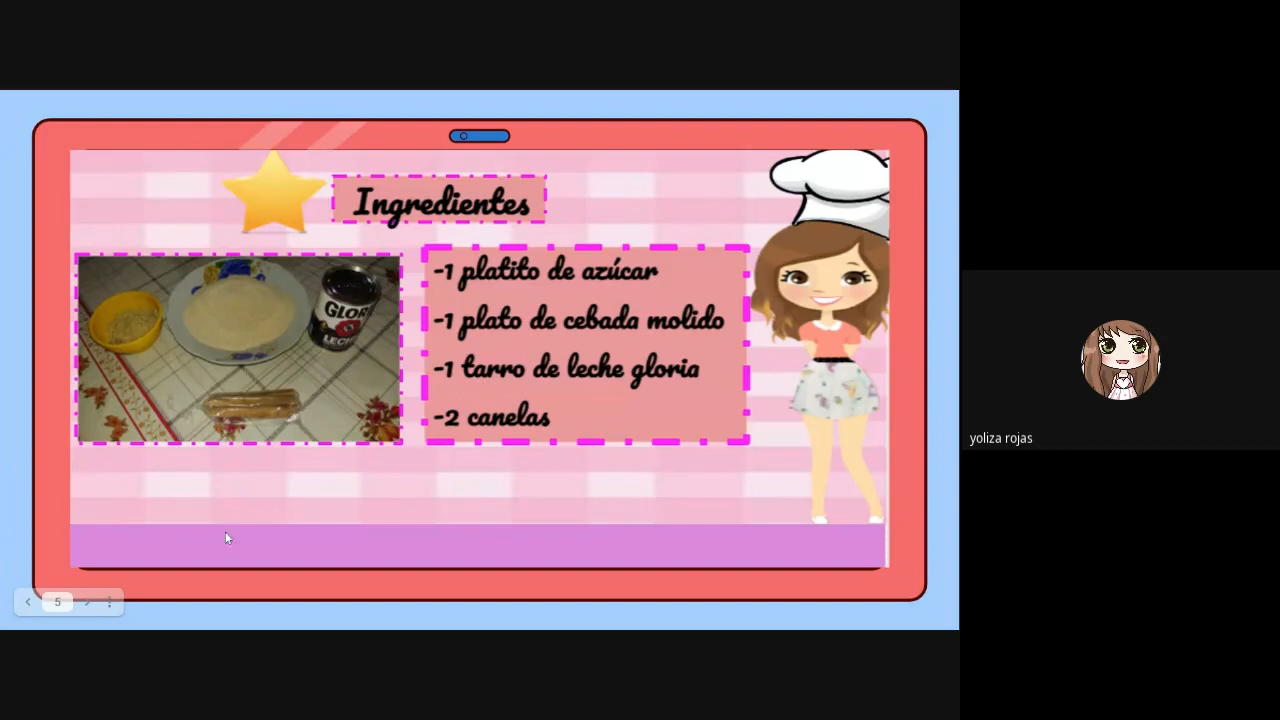 Ingredientes
-1 platito de azúcar
-1 plato de cebada molido
-1 tarro de leche gloria
-2 canelas
GLOR
LECHE
5
yoliza rojas